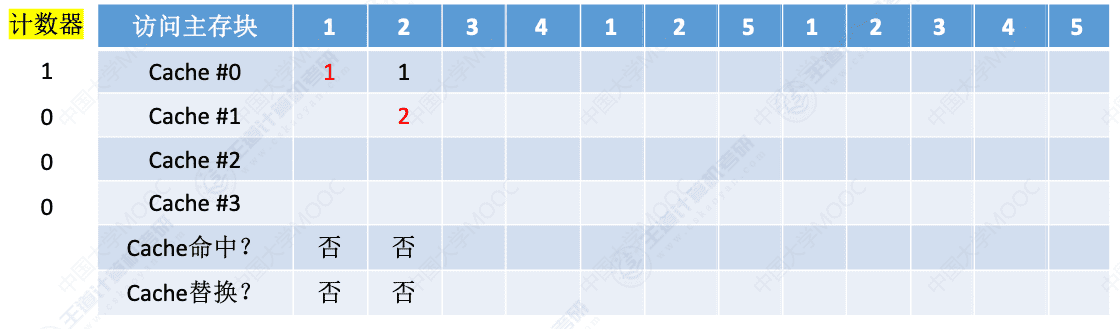 计数器 访问主存块 1 2 3 4 1 2 5 1 2 3 4 5
1 Cache #0 1 1
0 Cache #1 2
0 Cache #2
0 Cache #3
Cache命中? 否 否
Cache替换? 否 否
中国大学MOOC
王道计算机考研